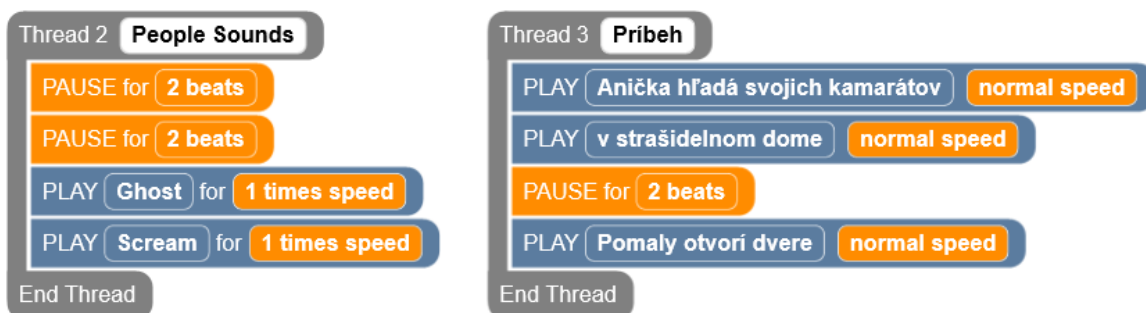 Thread 2 People Sounds
PAUSE for 2 beats
PAUSE for 2 beats
PLAY Ghost for 1 times speed
PLAY Scream for 1 times speed
End Thread
Thread 3 Príbeh
PLAY Anička hľadá svojich kamarátov normal speed
PLAY v strašidelnom dome normal speed
PAUSE for 2 beats
PLAY Pomaly otvorí dvere normal speed
End Thread